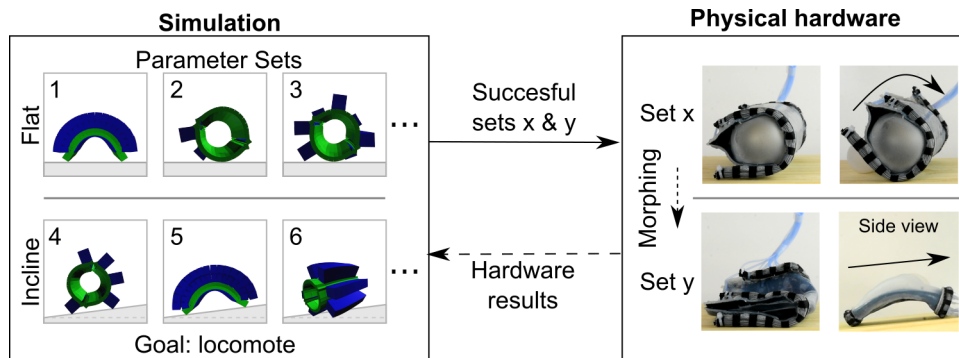 Simulation
Parameter Sets
Flat
1
2
3
...
Incline
4
5
6
...
Goal: locomote
Succesful
sets x & y
Hardware
results
Physical hardware
Set x
Morphing
Set y
Side view